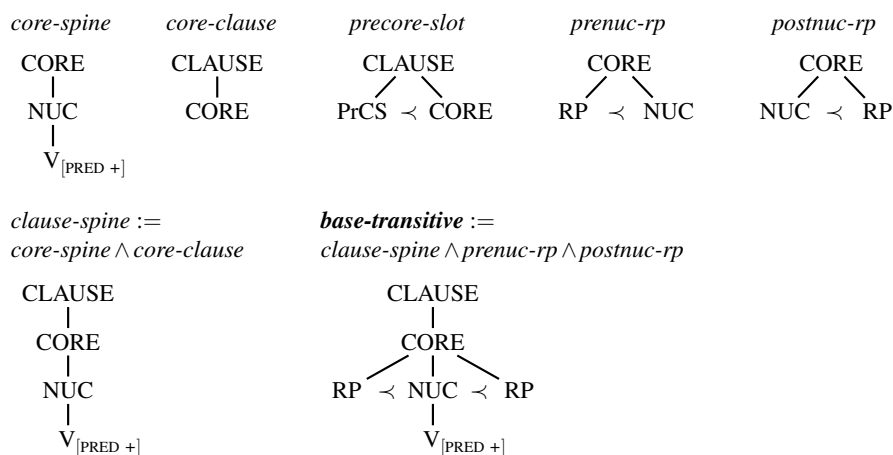 core-spine core-clause precore-slot prenuc-rp postnuc-rp
CORE CLAUSE CLAUSE CORE CORE
NUC CORE PrCS ≺ CORE RP ≺ NUC NUC ≺ RP
V[PRED +]
clause-spine := base-transitive :=
core-spine ∧ core-clause clause-spine ∧ prenuc-rp ∧ postnuc-rp
CLAUSE CLAUSE
CORE CORE
NUC RP ≺ NUC ≺ RP
V[PRED +] V[PRED +]